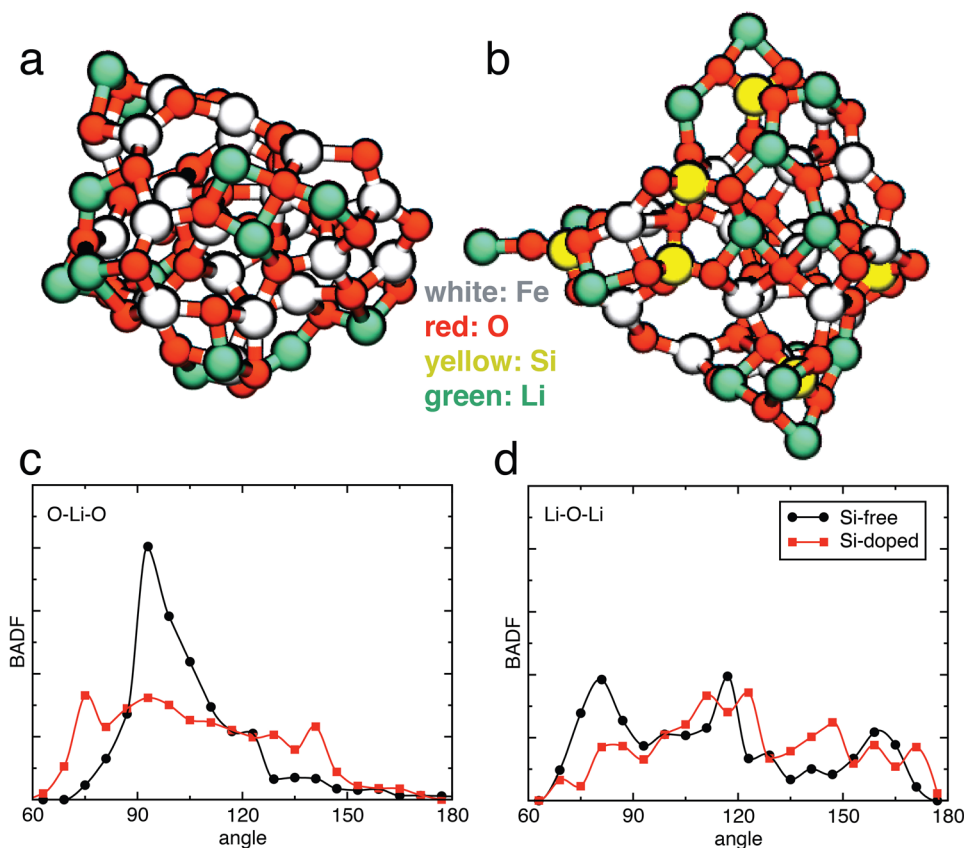 a
b
white: Fe
red: O
yellow: Si
green: Li
c
d
O-Li-O
Li-O-Li
Si-free
Si-doped
BADF
BADF
60 90 120 150 180
60 90 120 150 180
angle
angle